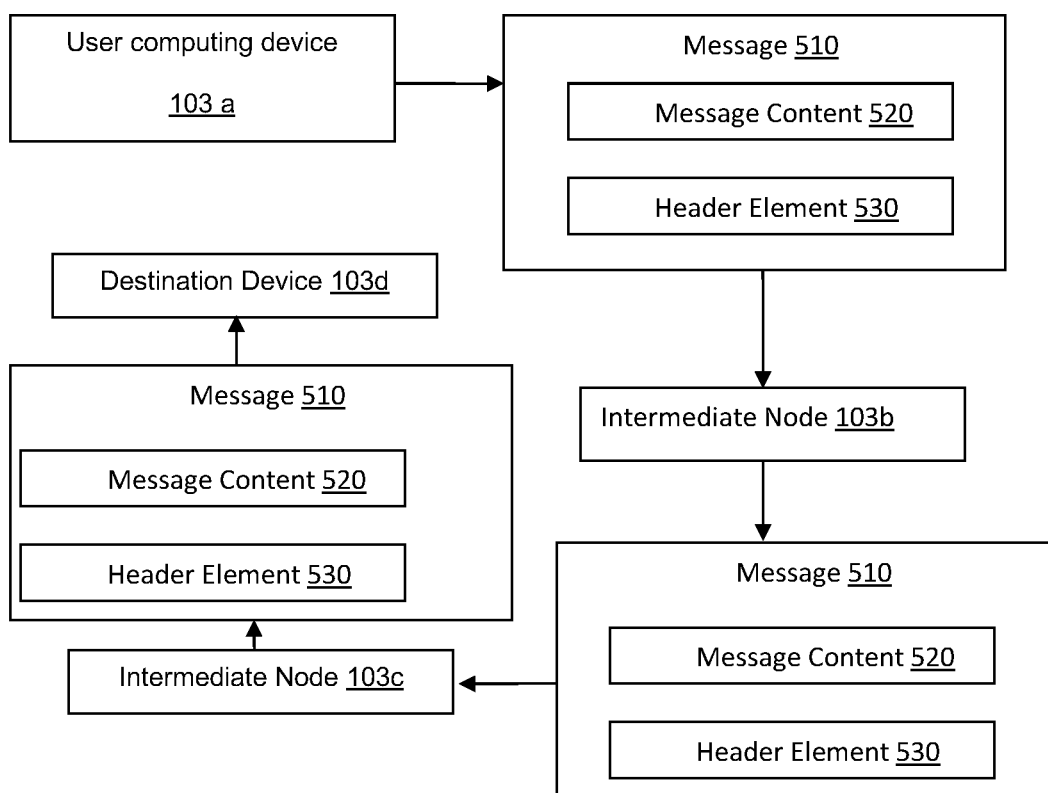 User computing device
103 a
Message 510
Message Content 520
Header Element 530
Destination Device 103d
Message 510
Message Content 520
Header Element 530
Intermediate Node 103b
Intermediate Node 103c
Message 510
Message Content 520
Header Element 530